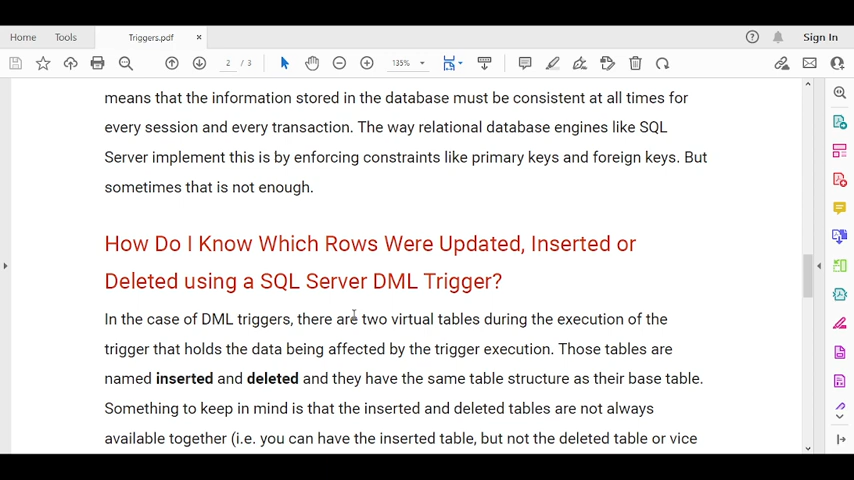 Home Tools Triggers.pdf × Sign In
2 / 3 135%
means that the information stored in the database must be consistent at all times for
every session and every transaction. The way relational database engines like SQL
Server implement this is by enforcing constraints like primary keys and foreign keys. But
sometimes that is not enough.
How Do I Know Which Rows Were Updated, Inserted or
Deleted using a SQL Server DML Trigger?
In the case of DML triggers, there are two virtual tables during the execution of the
trigger that holds the data being affected by the trigger execution. Those tables are
named inserted and deleted and they have the same table structure as their base table.
Something to keep in mind is that the inserted and deleted tables are not always
available together (i.e. you can have the inserted table, but not the deleted table or vice